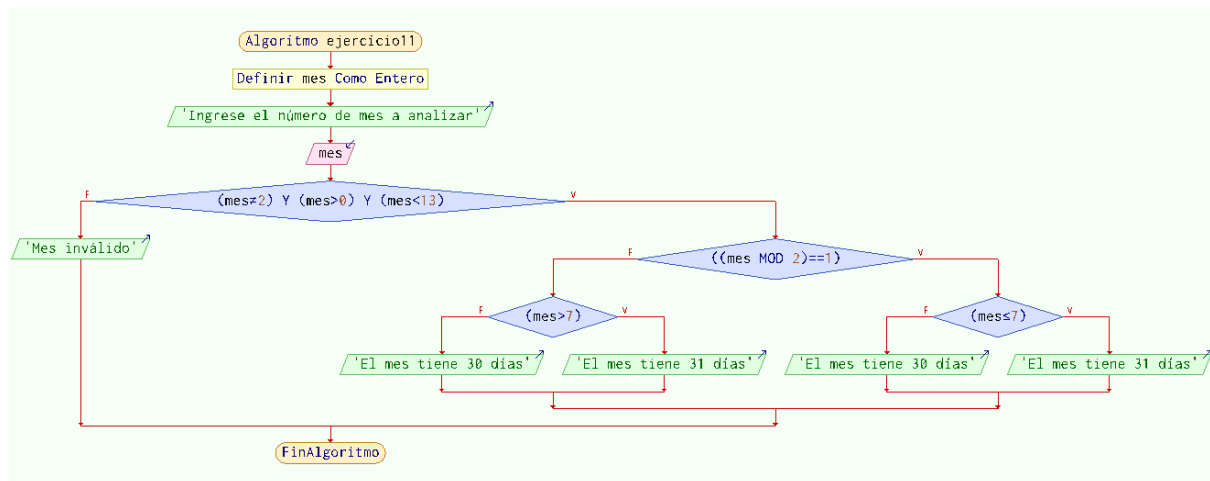 Algoritmo ejercicio11
Definir mes Como Entero
'Ingrese el número de mes a analizar'
mes
F
(mes≠2) Y (mes>0) Y (mes<13)
V
'Mes inválido'
F
((mes MOD 2)==1)
V
F
(mes>7)
V
F
(mes≤7)
V
'El mes tiene 30 días'
'El mes tiene 31 días'
'El mes tiene 30 días'
'El mes tiene 31 días'
FinAlgoritmo